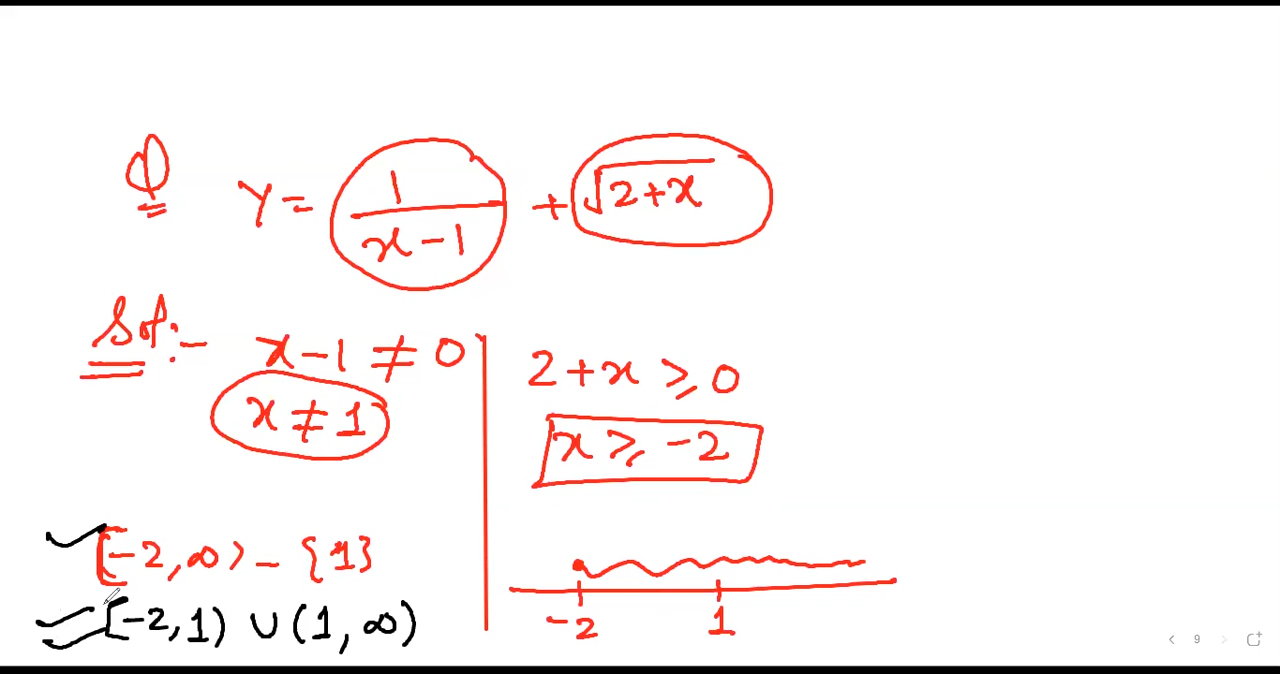 Q y = 1/(x-1) + √(2+x)
Sol:- x-1 ≠ 0
x ≠ 1
2+x ⩾ 0
x ⩾ -2
[-2,∞) - {1}
[-2,1) ∪ (1,∞)
-2 1
9